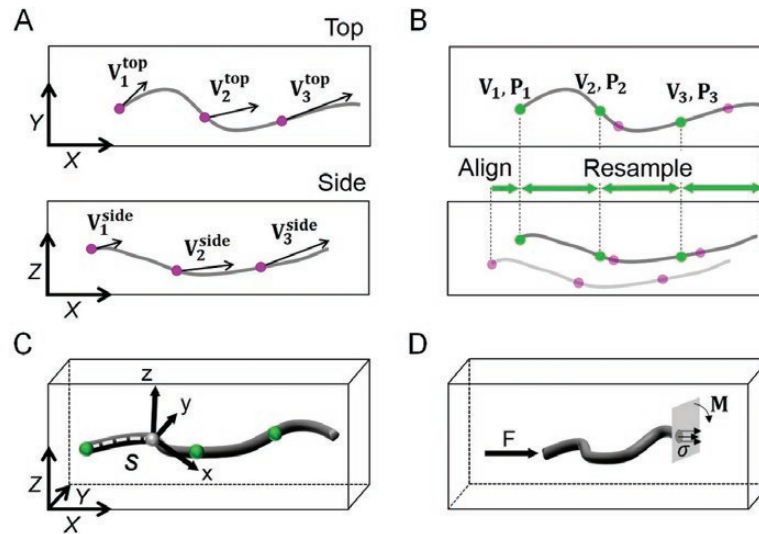 A
Top
V₁ᵗᵒᵖ
V₂ᵗᵒᵖ
V₃ᵗᵒᵖ
Y
X
Side
V₁ˢⁱᵈᵉ
V₂ˢⁱᵈᵉ
V₃ˢⁱᵈᵉ
Z
X
B
V₁, P₁
V₂, P₂
V₃, P₃
Align
Resample
C
z
y
S
x
Z
Y
X
D
F
M
σ